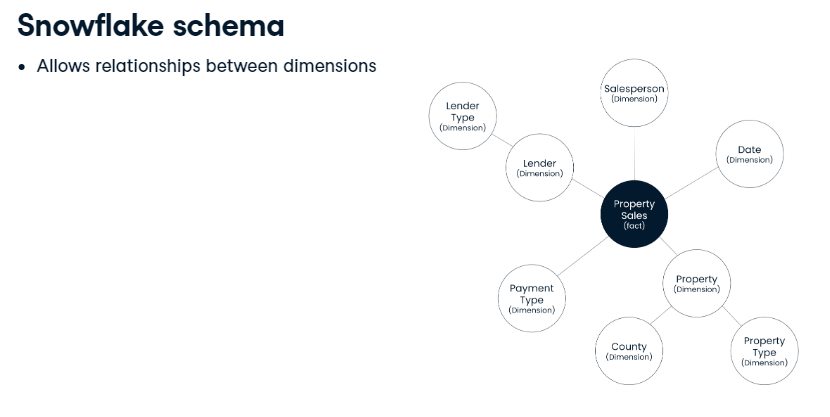 Snowflake schema
• Allows relationships between dimensions
Salesperson
(Dimension)
Lender
Type
(Dimension)
Date
(Dimension)
Lender
(Dimension)
Property
Sales
(fact)
Payment
Type
(Dimension)
Property
(Dimension)
County
(Dimension)
Property
Type
(Dimension)